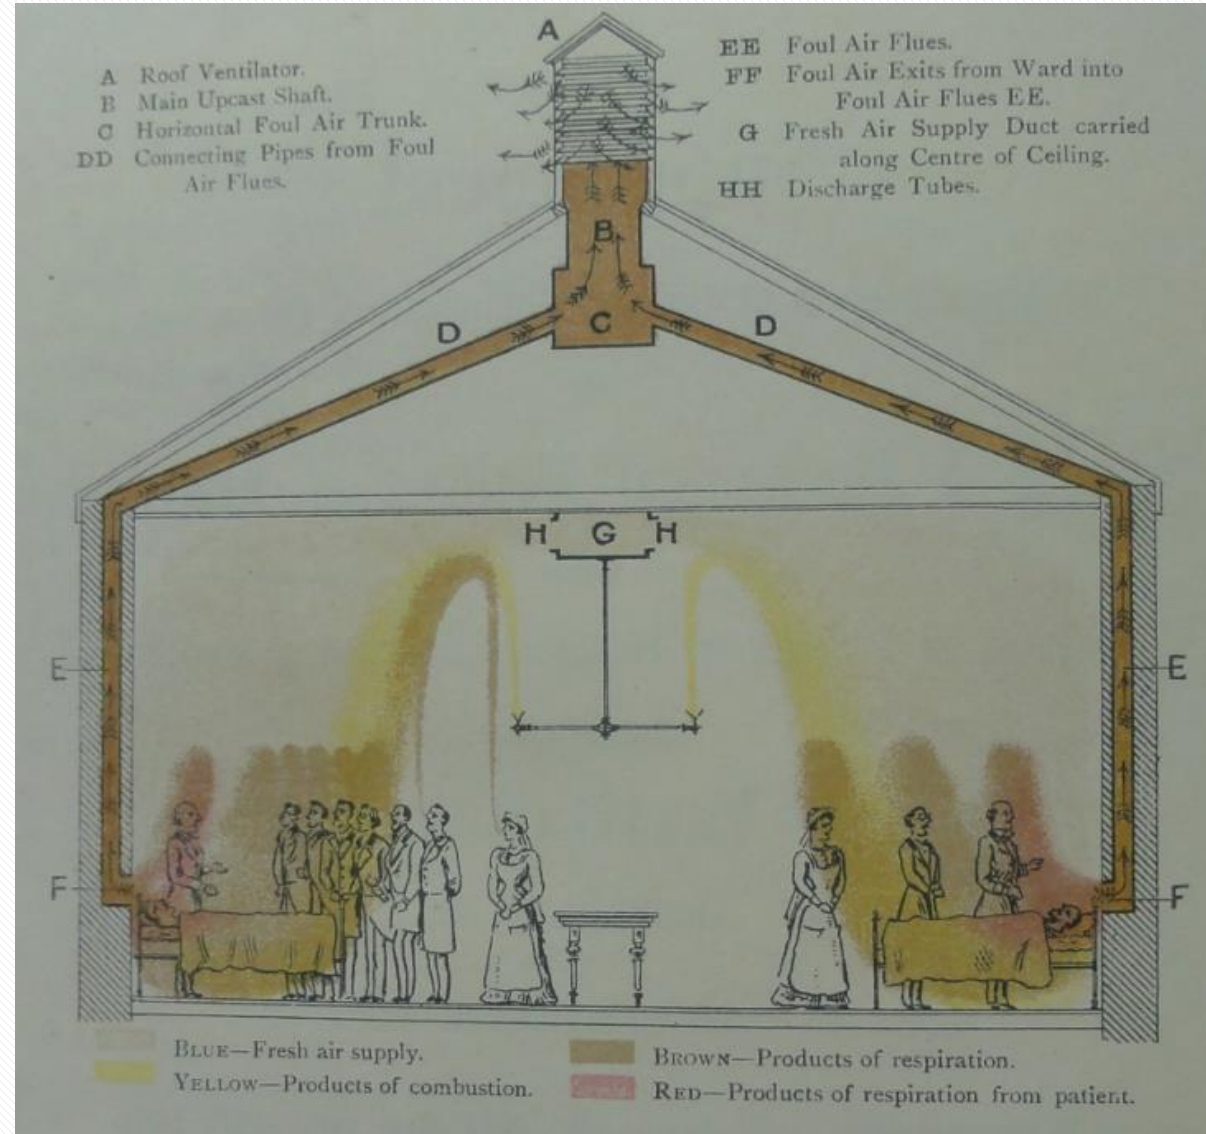 A Roof Ventilator.
B Main Upcast Shaft.
C Horizontal Foul Air Trunk.
DD Connecting Pipes from Foul
Air Flues.
EE Foul Air Flues.
FF Foul Air Exits from Ward into
Foul Air Flues EE.
G Fresh Air Supply Duct carried
along Centre of Ceiling.
HH Discharge Tubes.
A
B
C
D D
H G H
E E
F F
BLUE—Fresh air supply.
YELLOW—Products of combustion.
BROWN—Products of respiration.
RED—Products of respiration from patient.